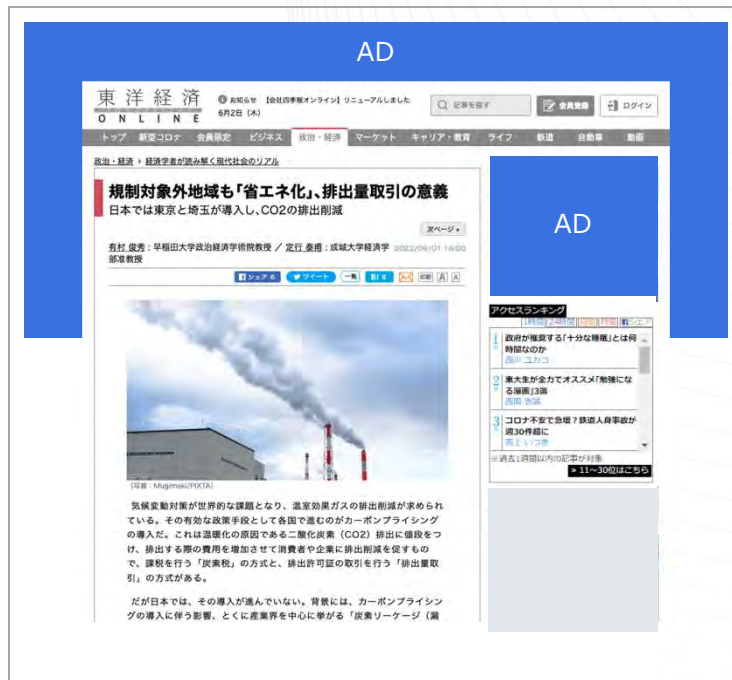 AD
東洋経済
ONLINE
お知らせ 【会社四季報オンライン】リニューアルしました
6月2日（木）
記事を探す
会員登録
ログイン
トップ 新型コロナ 会員限定 ビジネス 政治・経済 マーケット キャリア・教育 ライフ 鉄道 自動車 動画
政治・経済 › 経済学者が読み解く現代社会のリアル
規制対象外地域も「省エネ化」、排出量取引の意義
日本では東京と埼玉が導入し、CO2の排出削減
次ページ »
有村 俊秀 : 早稲田大学政治経済学術院教授 ／ 定行 泰甫 : 成城大学経済学
部准教授
2022/06/01 16:00
シェア 6 ツイート 一覧 B! 0 印刷 A A
(写真：Mugimaki/PIXTA)
気候変動対策が世界的な課題となり、温室効果ガスの排出削減が求められ
ている。その有効な政策手段として各国で進むのがカーボンプライシング
の導入だ。これは温暖化の原因である二酸化炭素（CO2）排出に値段をつ
け、排出する際の費用を増加させて消費者や企業に排出削減を促すもの
で、課税を行う「炭素税」の方式と、排出許可証の取引を行う「排出量取
引」の方式がある。
だが日本では、その導入が進んでいない。背景には、カーボンプライシン
グの導入に伴う影響、とくに産業界を中心に挙がる「炭素リーケージ（漏
AD
アクセスランキング
1時間 24時間 週間 月間 シェア
1 政府が推奨する「十分な睡眠」とは何
時間なのか
西川 ユカコ
2 東大生が全力でオススメ「勉強にな
る漫画」3選
西岡 壱誠
3 コロナ不安で急増？鉄道人身事故が
週30件超に
西上 いつき
※過去1週間以内の記事が対象
» 11～30位はこちら